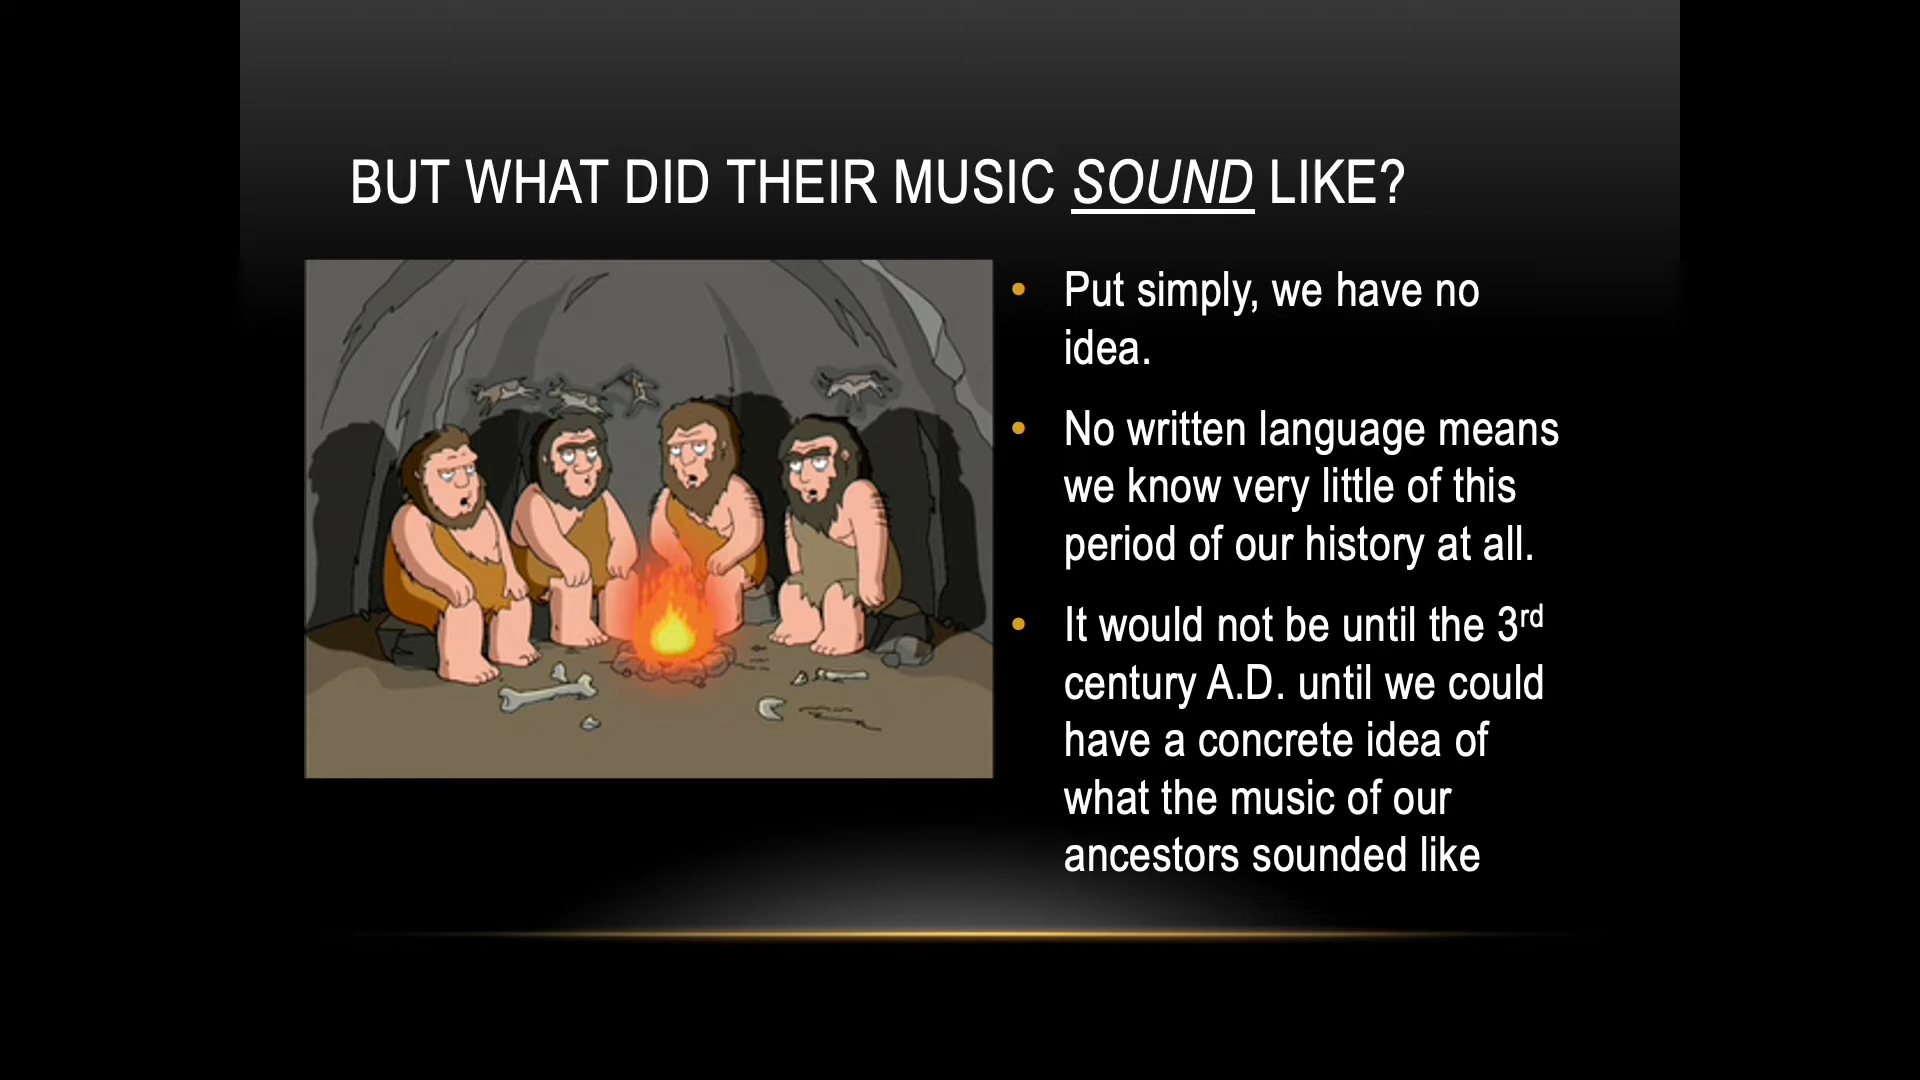 BUT WHAT DID THEIR MUSIC SOUND LIKE?
• Put simply, we have no
idea.
• No written language means
we know very little of this
period of our history at all.
• It would not be until the 3rd
century A.D. until we could
have a concrete idea of
what the music of our
ancestors sounded like